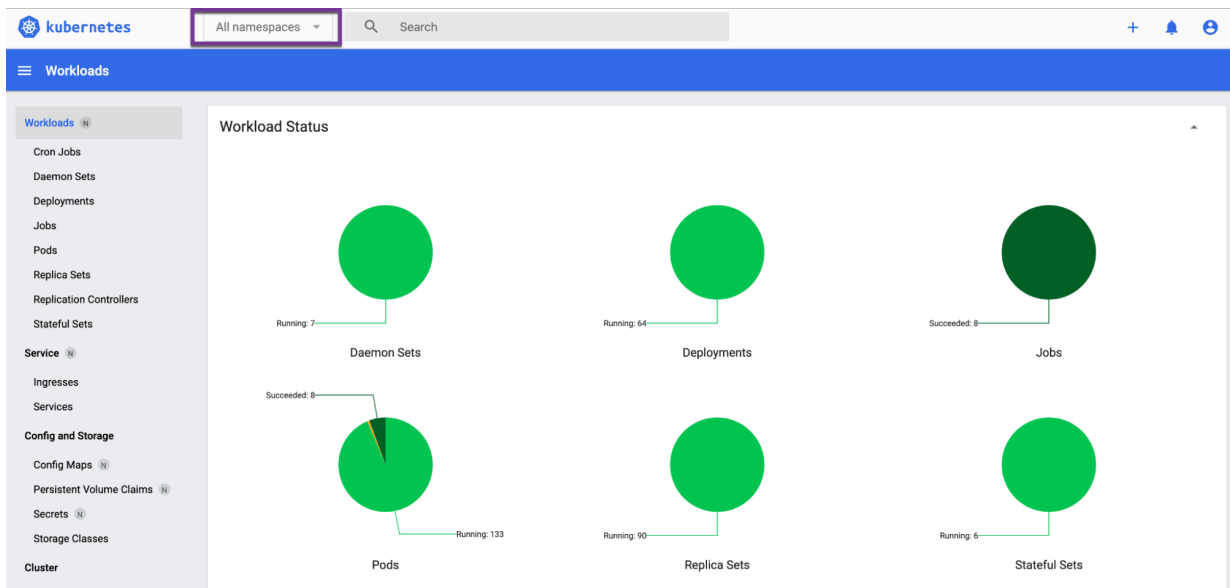 kubernetes
All namespaces
Search
Workloads
Workloads N
Cron Jobs
Daemon Sets
Deployments
Jobs
Pods
Replica Sets
Replication Controllers
Stateful Sets
Service N
Ingresses
Services
Config and Storage
Config Maps N
Persistent Volume Claims N
Secrets N
Storage Classes
Cluster
Workload Status
Running: 7
Daemon Sets
Running: 64
Deployments
Succeeded: 8
Jobs
Succeeded: 8
Running: 133
Pods
Running: 90
Replica Sets
Running: 6
Stateful Sets